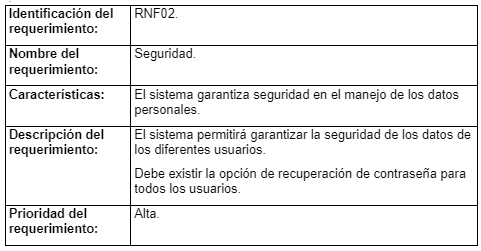 Identificación del RNF02.
requerimiento:
Nombre del Seguridad.
requerimiento:
Características: El sistema garantiza seguridad en el manejo de los datos
personales.
Descripción del El sistema permitirá garantizar la seguridad de los datos de
requerimiento: los diferentes usuarios.
Debe existir la opción de recuperación de contraseña para
todos los usuarios.
Prioridad del Alta.
requerimiento: